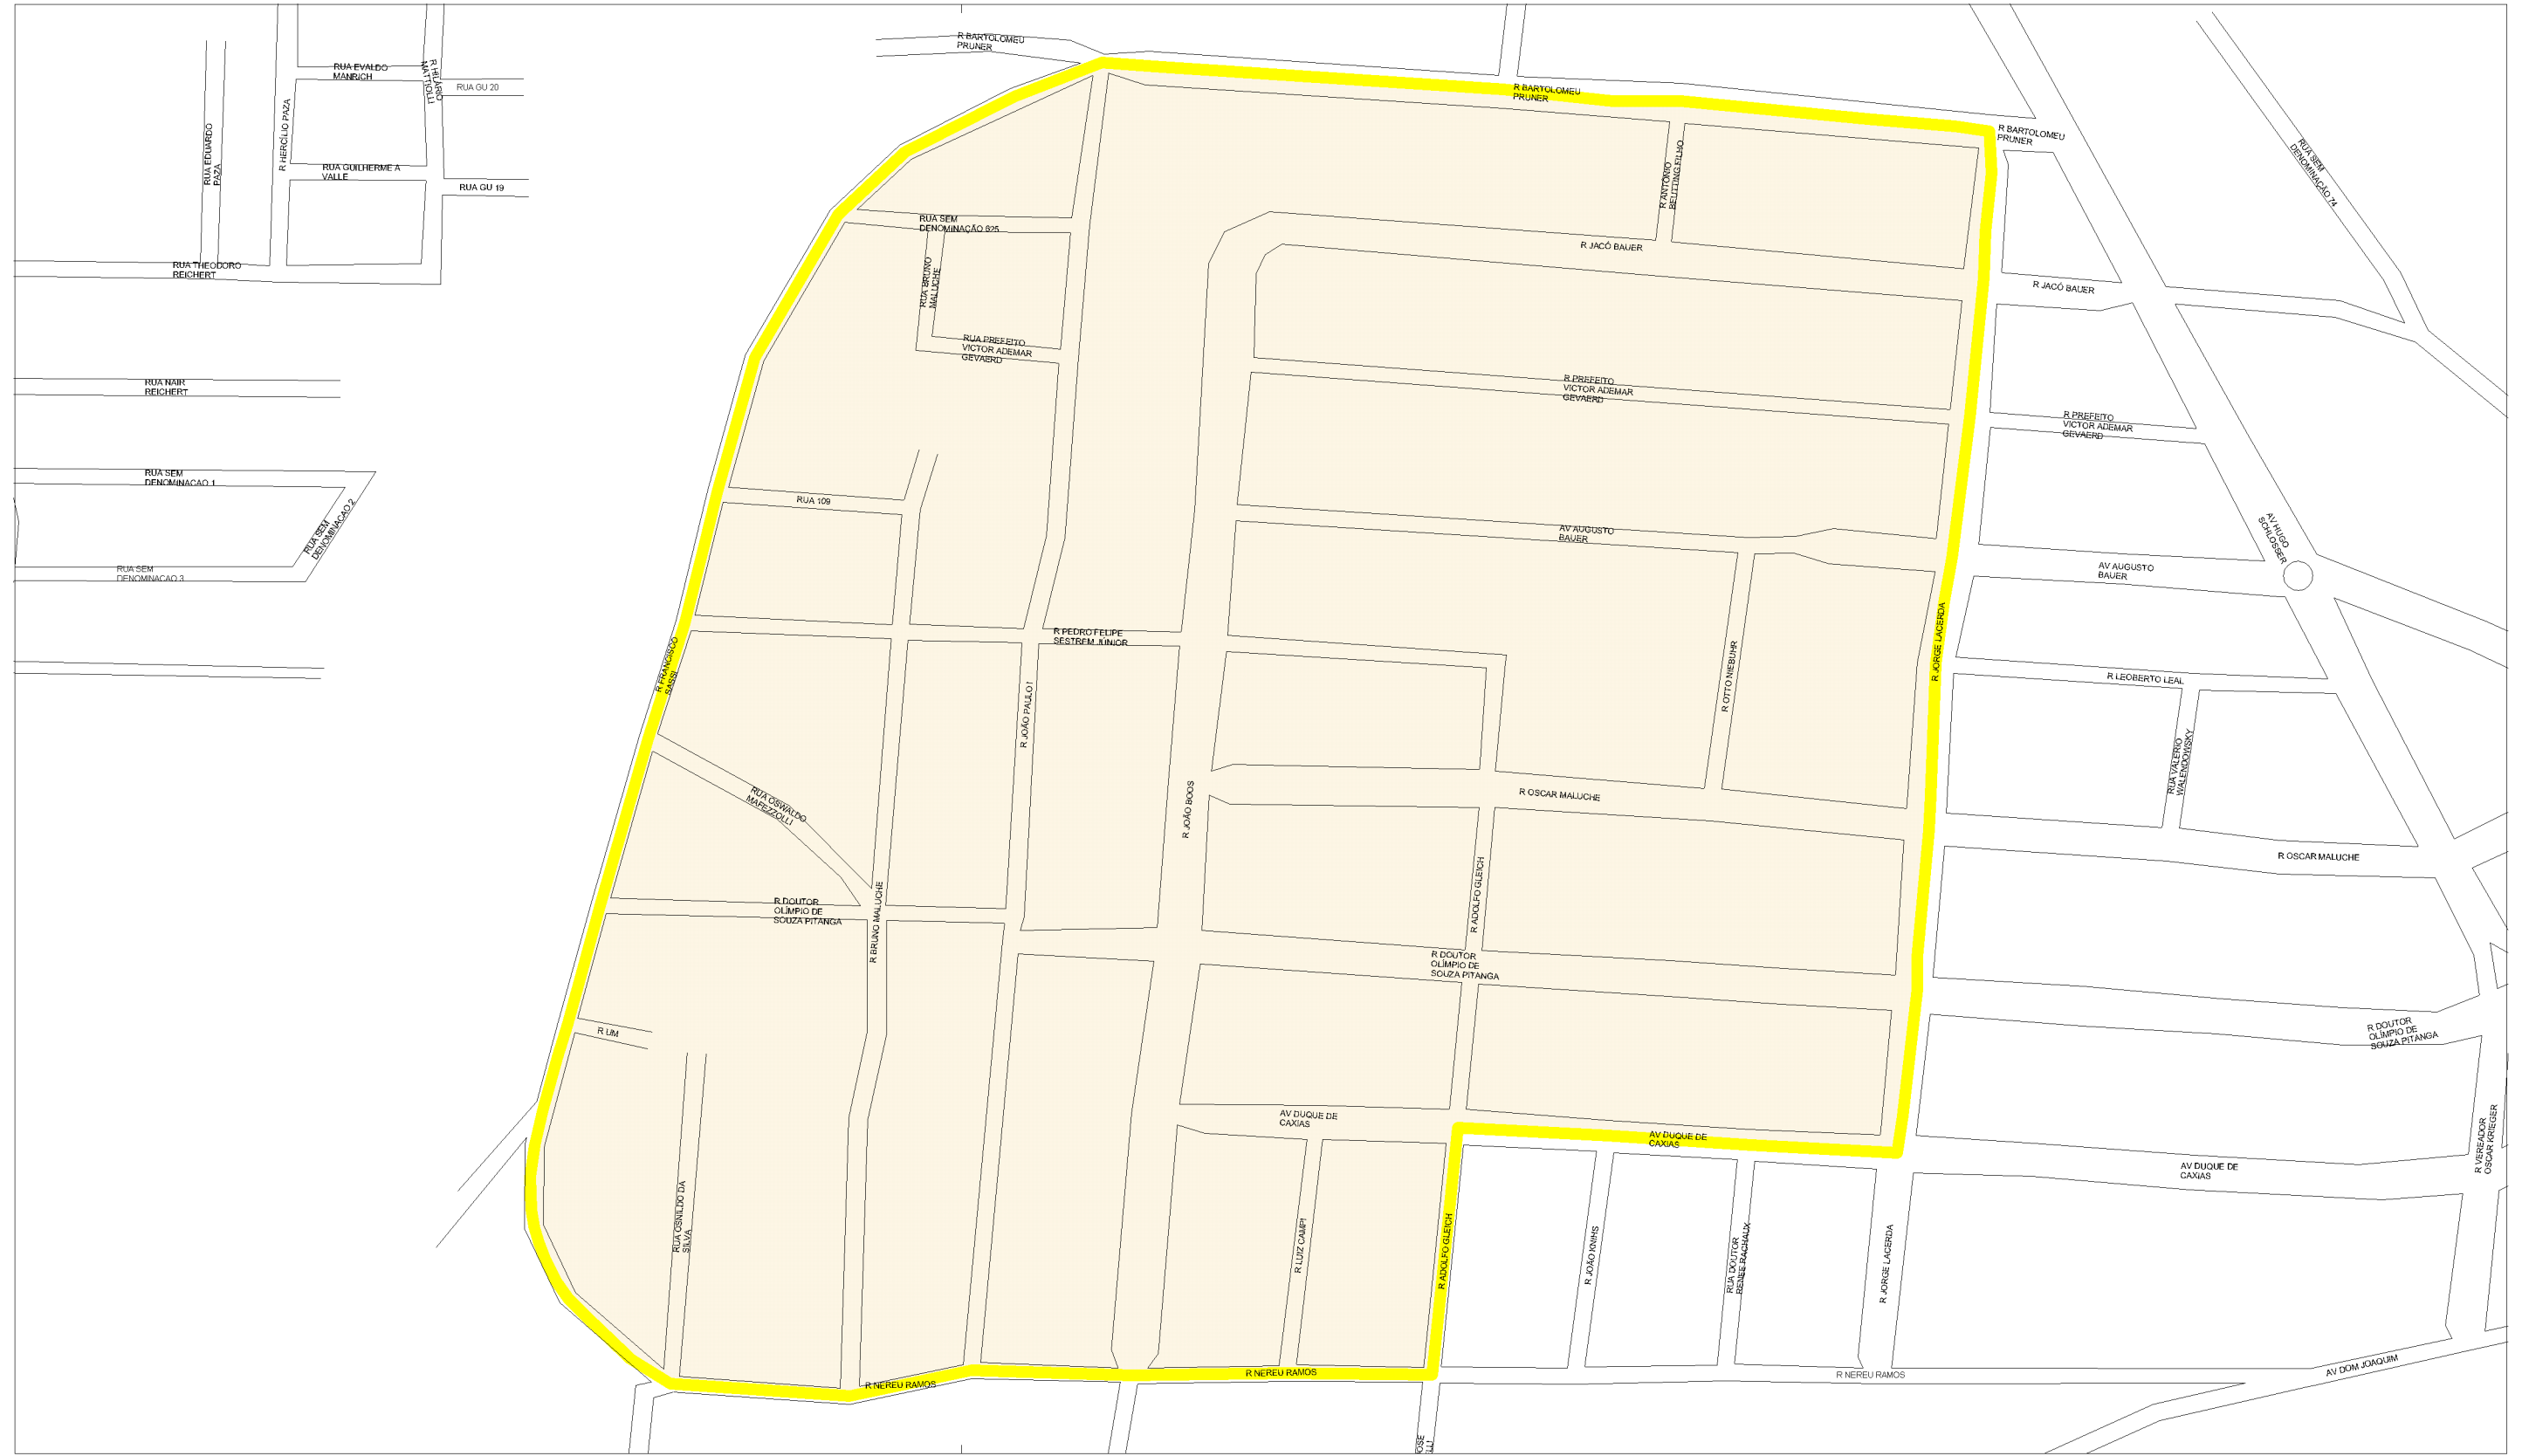 R BARTOLOMEU
PRUNER
RUA EVALDO
MANRICH
R HILÁRIO
MATTIOLLI
RUA GU 20
R HERCÍLIO PAZA
RUA EDUARDO
PAZA
RUA GUILHERME A
VALLE
RUA GU 19
RUA THEODORO
REICHERT
RUA NAIR
REICHERT
RUA SEM
DENOMINACAO 1
RUA SEM
DENOMINACAO 2
RUA SEM
DENOMINACAO 3
R BARTOLOMEU
PRUNER
R BARTOLOMEU
PRUNER
RUA SEM
DENOMINAÇÃO 74
R ANTÔNIO
BEUTTING FILHO
RUA SEM
DENOMINAÇÃO 625
RUA BRUNO
MALUCHE
RUA PREFEITO
VICTOR ADEMAR
GEVAERD
R JACÓ BAUER
R JACÓ BAUER
R PREFEITO
VICTOR ADEMAR
GEVAERD
R PREFEITO
VICTOR ADEMAR
GEVAERD
RUA 109
AV AUGUSTO
BAUER
AV HUGO
SCHLOSSER
AV AUGUSTO
BAUER
R PEDRO FELIPE
SESTREM JÚNIOR
R FRANCISCO
SASSI
R JOÃO PAULO I
R OTTO NIEBUHR
R JORGE LACERDA
R LEOBERTO LEAL
RUA VALÉRIO
WALENDOWSKY
RUA OSWALDO
MAFEZZOLLI
R JOÃO BOOS
R OSCAR MALUCHE
R OSCAR MALUCHE
R ADOLFO GLEICH
R DOUTOR
OLÍMPIO DE
SOUZA PITANGA
R BRUNO MALUCHE
R DOUTOR
OLÍMPIO DE
SOUZA PITANGA
R DOUTOR
OLÍMPIO DE
SOUZA PITANGA
R UM
AV DUQUE DE
CAXIAS
AV DUQUE DE
CAXIAS
AV DUQUE DE
CAXIAS
R VEREADOR
OSCAR KRIEGER
RUA OSNILDO DA
SILVA
R LUIZ CAMPI
R ADOLFO GLEICH
R JOÃO KNIHS
RUA DOUTOR
RENEE RACHAUX
R JORGE LACERDA
R NEREU RAMOS
R NEREU RAMOS
R NEREU RAMOS
AV DOM JOAQUIM